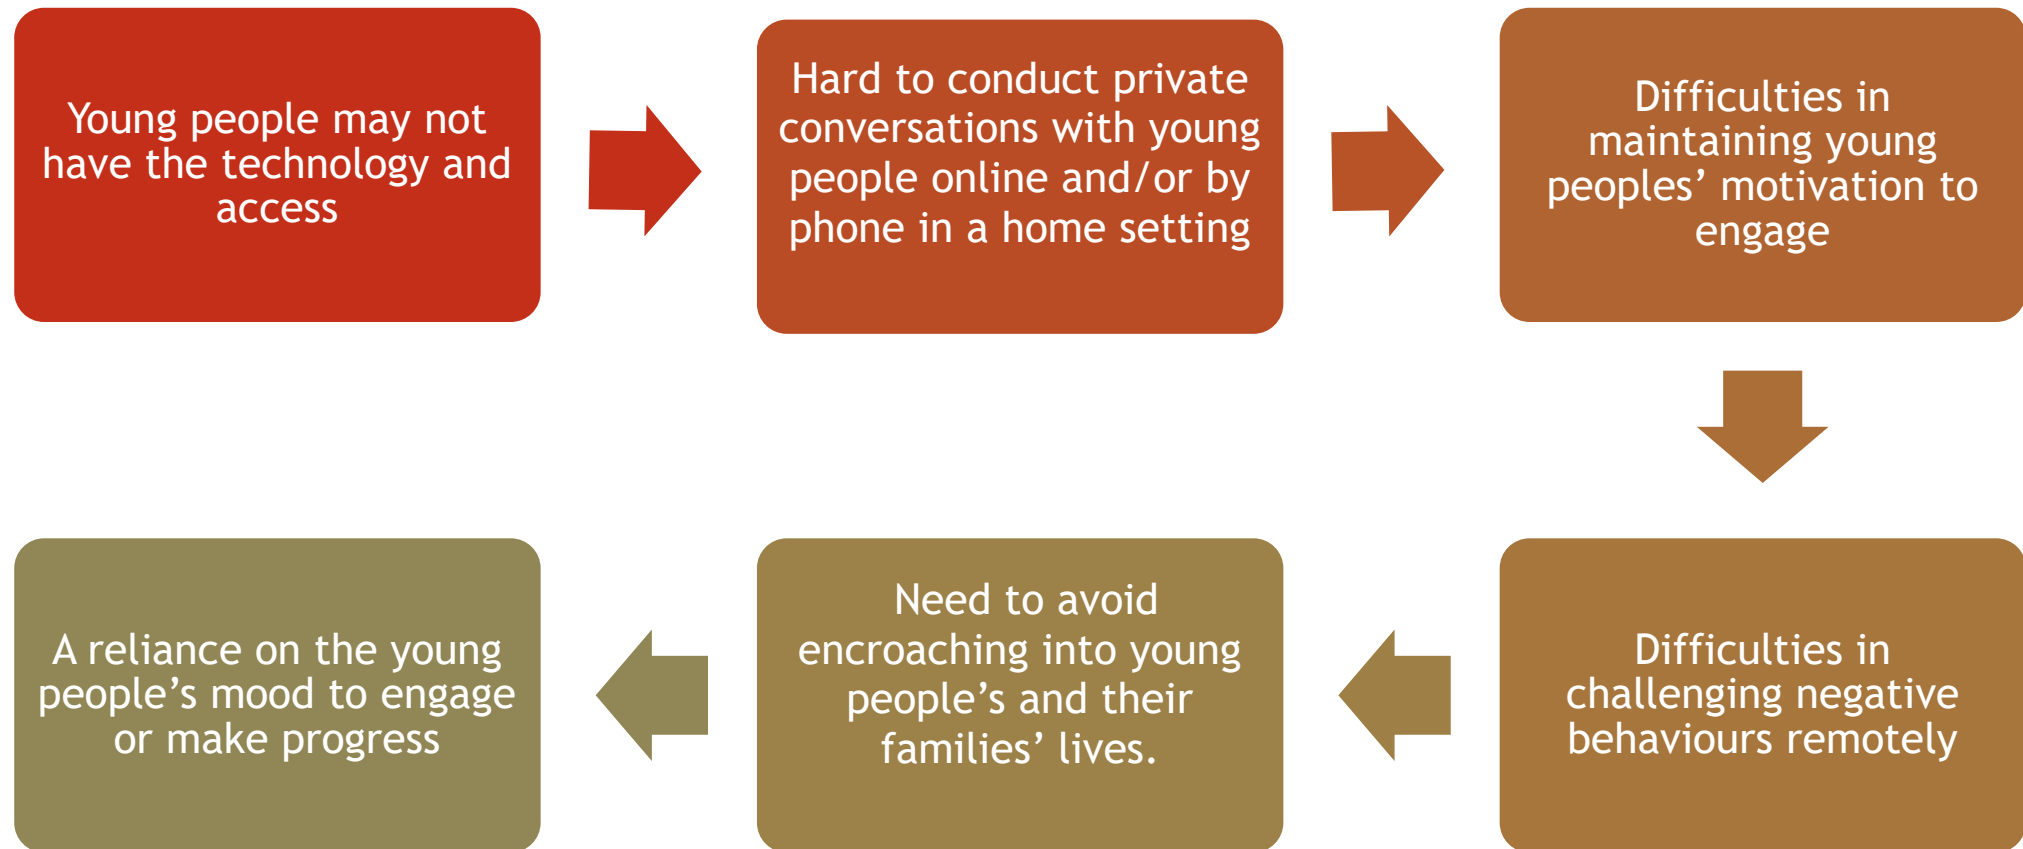 Young people may not
have the technology and
access
Hard to conduct private
conversations with young
people online and/or by
phone in a home setting
Difficulties in
maintaining young
peoples’ motivation to
engage
Difficulties in
challenging negative
behaviours remotely
Need to avoid
encroaching into young
people’s and their
families’ lives.
A reliance on the young
people’s mood to engage
or make progress